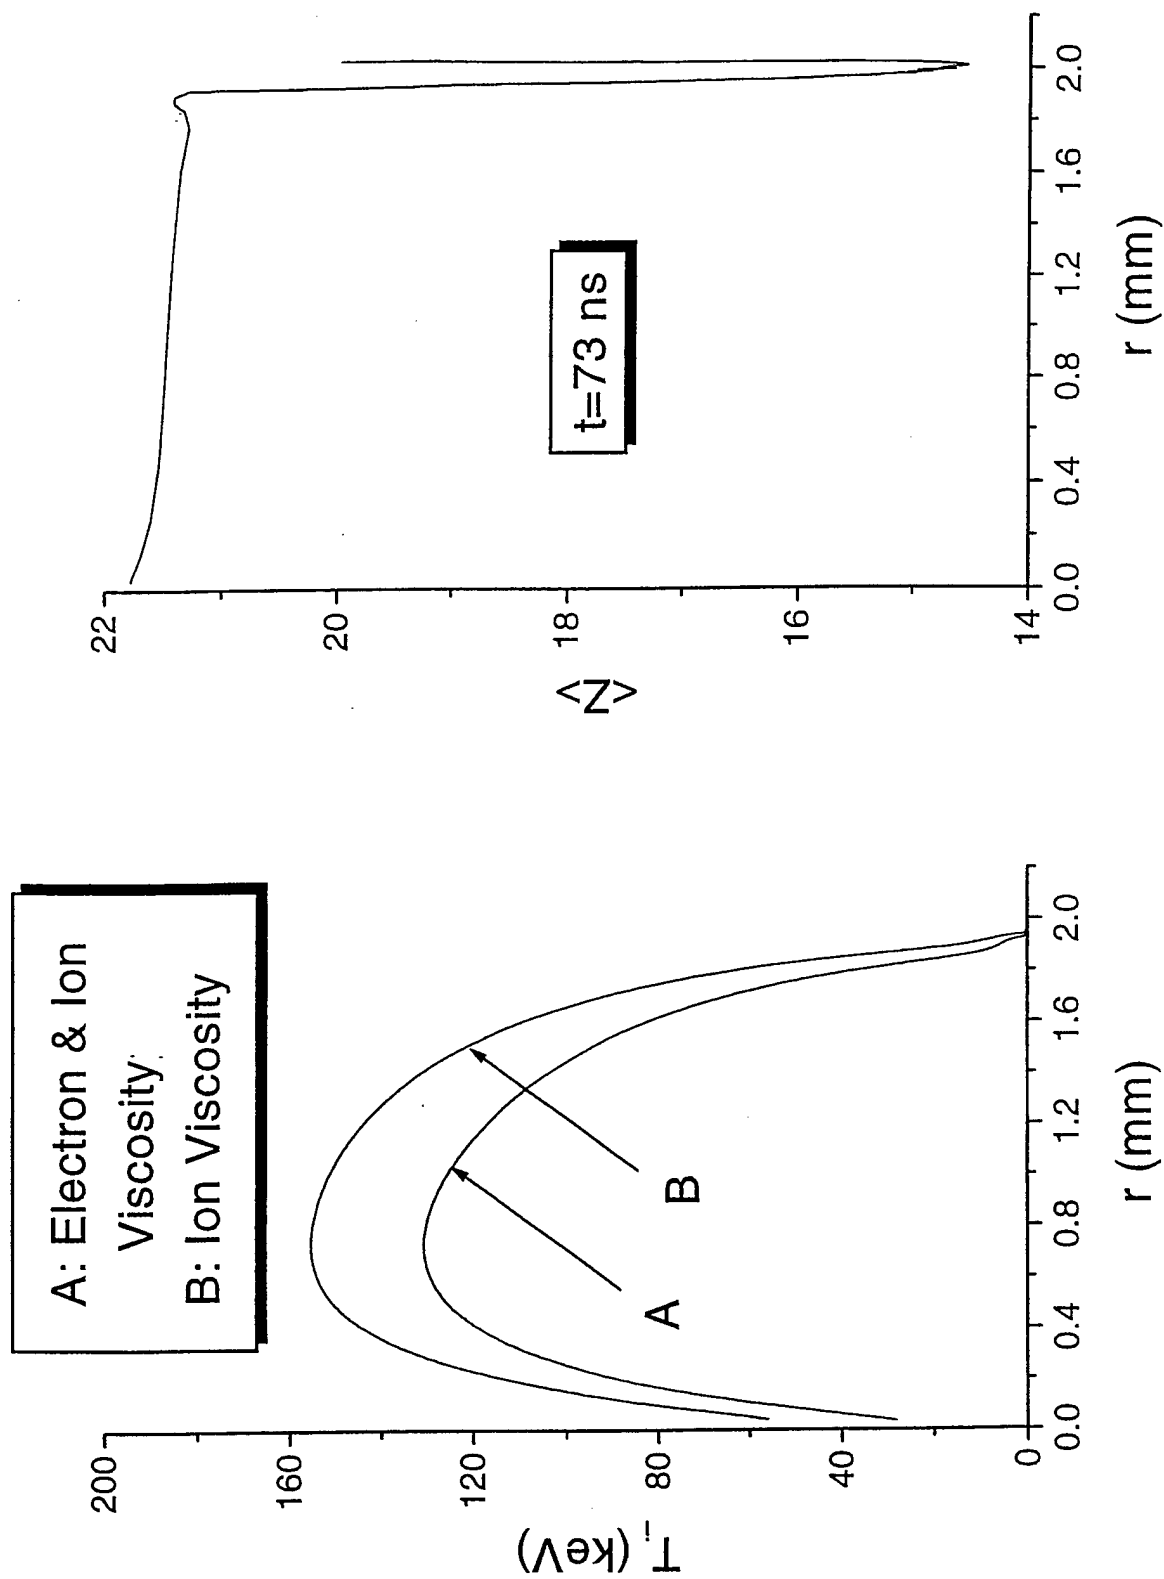 A: Electron & Ion
Viscosity
B: Ion Viscosity
200
160
120
80
40
0
T_i (keV)
A
B
0.0 0.4 0.8 1.2 1.6 2.0
r (mm)
22
20
18
16
14
<Z>
t=73 ns
0.0 0.4 0.8 1.2 1.6 2.0
r (mm)